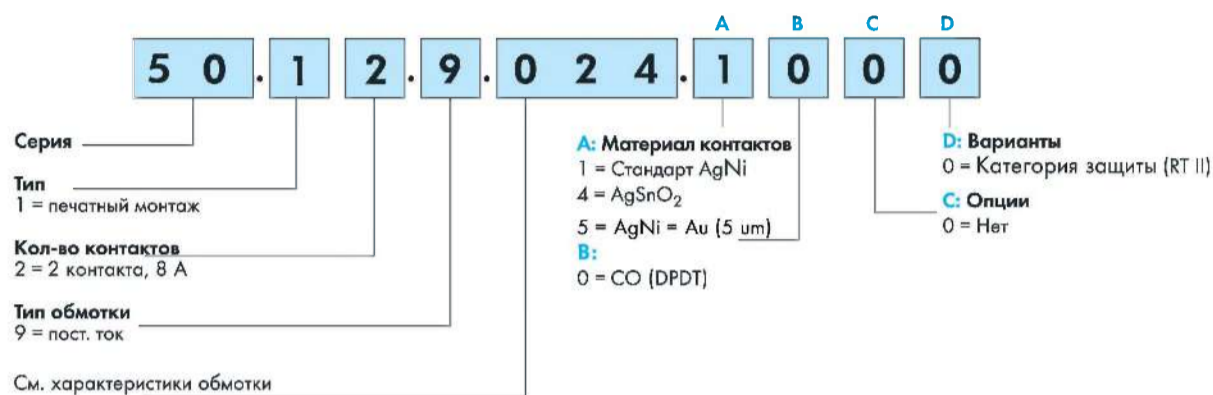 A B C D
5 0 . 1 2 . 9 . 0 2 4 . 1 0 0 0
Серия
Тип
1 = печатный монтаж
Кол-во контактов
2 = 2 контакта, 8 А
Тип обмотки
9 = пост. ток
См. характеристики обмотки
A: Материал контактов
1 = Стандарт AgNi
4 = AgSnO₂
5 = AgNi = Au (5 um)
B:
0 = CO (DPDT)
D: Варианты
0 = Категория защиты (RT II)
C: Опции
0 = Нет